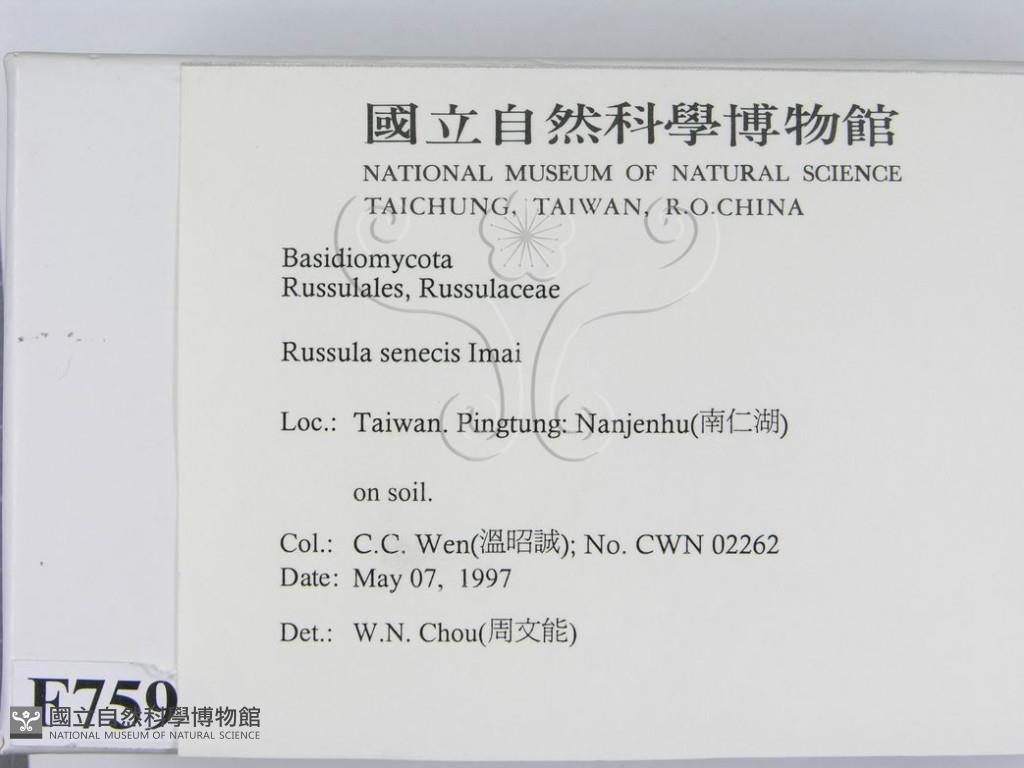 國立自然科學博物館
NATIONAL MUSEUM OF NATURAL SCIENCE
TAICHUNG, TAIWAN, R.O.CHINA
Basidiomycota
Russulales, Russulaceae
Russula senecis Imai
Loc.: Taiwan. Pingtung: Nanjenhu(南仁湖)
on soil.
Col.: C.C. Wen(溫昭誠); No. CWN 02262
Date: May 07, 1997
Det.: W.N. Chou(周文能)
F759
國立自然科學博物館
NATIONAL MUSEUM OF NATURAL SCIENCE